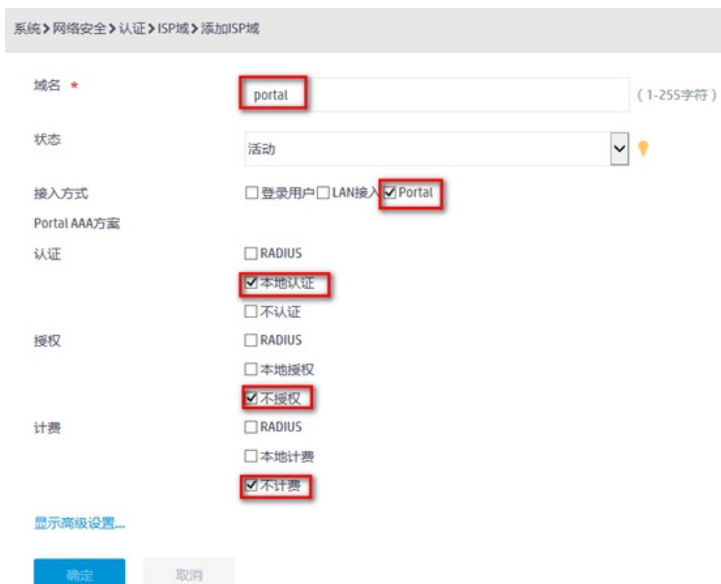 系统>网络安全>认证>ISP域>添加ISP域
域名 * portal (1-255字符)
状态 活动
接入方式 登录用户 LAN接入 Portal
Portal AAA方案
认证 RADIUS
本地认证
不认证
授权 RADIUS
本地授权
不授权
计费 RADIUS
本地计费
不计费
显示高级设置...
确定 取消